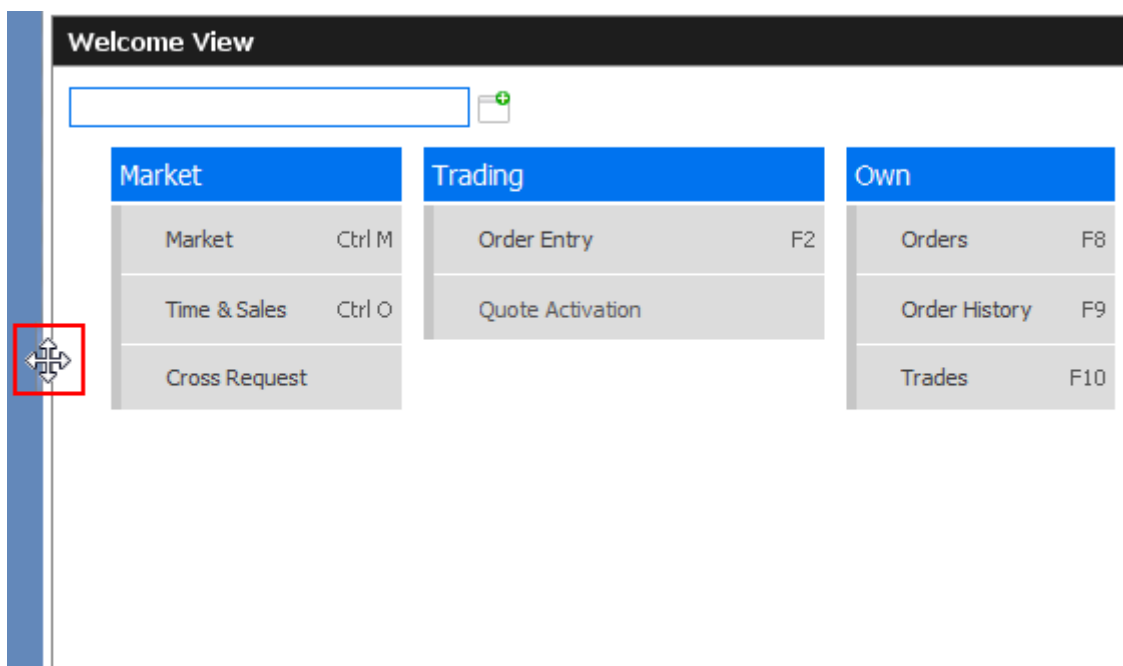 Welcome View
Market Trading Own
Market Ctrl M Order Entry F2 Orders F8
Time & Sales Ctrl O Quote Activation Order History F9
Cross Request Trades F10